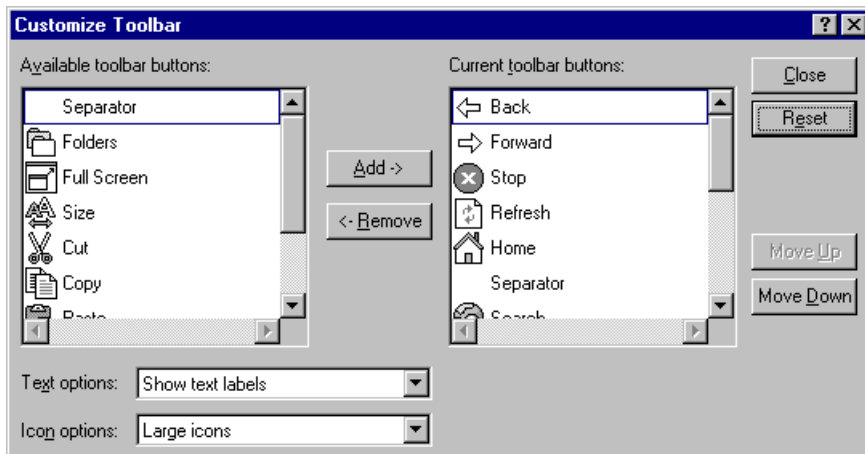 Customize Toolbar
Available toolbar buttons:
Separator
Folders
Full Screen
Size
Cut
Copy
Paste
Add ->
<- Remove
Current toolbar buttons:
Back
Forward
Stop
Refresh
Home
Separator
Search
Close
Reset
Move Up
Move Down
Text options:
Show text labels
Icon options:
Large icons